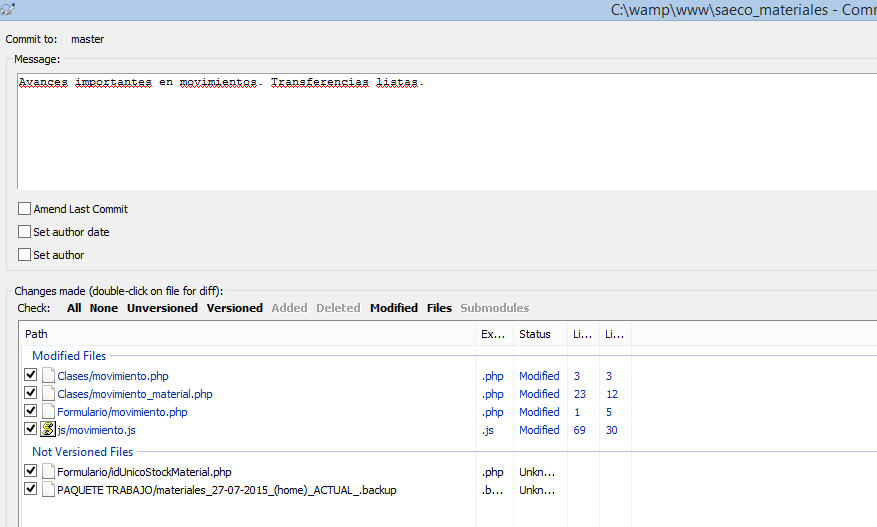 C:\wamp\www\saeco_materiales - Comm
Commit to: master
Message:
Avances importantes en movimientos. Transferencias listas.
Amend Last Commit
Set author date
Set author
Changes made (double-click on file for diff):
Check: All None Unversioned Versioned Added Deleted Modified Files Submodules
Path Ex... Status Li... Li...
Modified Files
Clases/movimiento.php .php Modified 3 3
Clases/movimiento_material.php .php Modified 23 12
Formulario/movimiento.php .php Modified 1 5
js/movimiento.js .js Modified 69 30
Not Versioned Files
Formulario/idUnicoStockMaterial.php .php Unkn...
PAQUETE TRABAJO/materiales_27-07-2015_(home)_ACTUAL_.backup .b... Unkn...